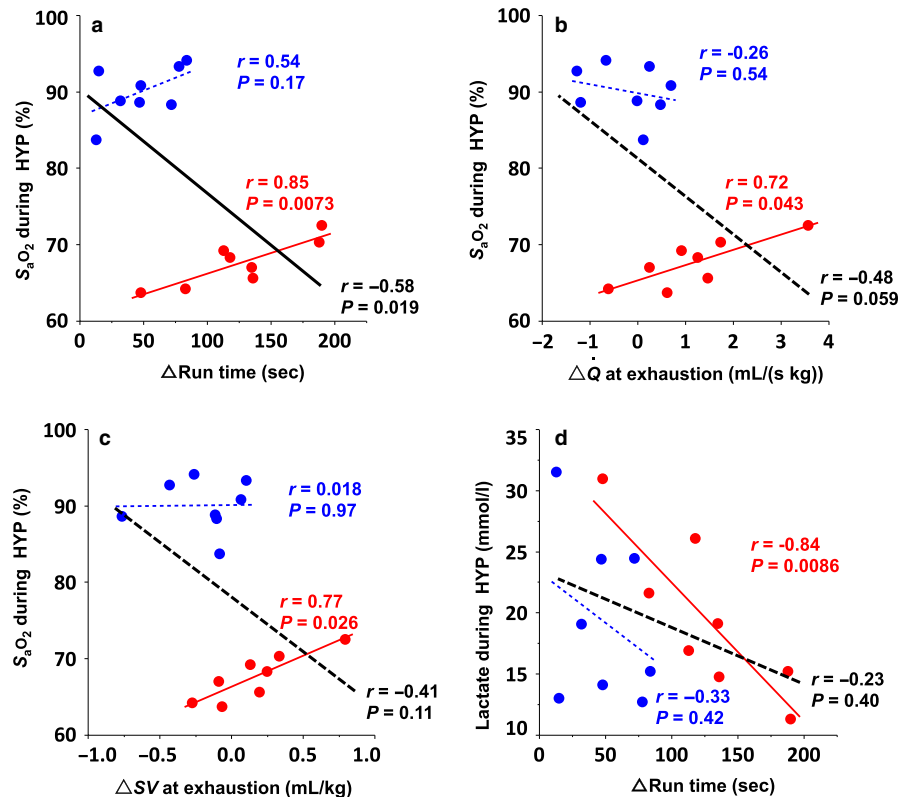 a
100
90
80
70
60
0
50
100
150
200
SaO2 during HYP (%)
△Run time (sec)
r = 0.54
P = 0.17
r = 0.85
P = 0.0073
r = −0.58
P = 0.019
b
100
90
80
70
60
−2
−1
0
1
2
3
4
SaO2 during HYP (%)
△Q̇ at exhaustion (mL/(s kg))
r = -0.26
P = 0.54
r = 0.72
P = 0.043
r = −0.48
P = 0.059
c
100
90
80
70
60
−1.0
−0.5
0.0
0.5
1.0
SaO2 during HYP (%)
△SV at exhaustion (mL/kg)
r = 0.018
P = 0.97
r = 0.77
P = 0.026
r = −0.41
P = 0.11
d
35
30
25
20
15
10
0
50
100
150
200
Lactate during HYP (mmol/l)
△Run time (sec)
r = -0.84
P = 0.0086
r = −0.23
P = 0.40
r = −0.33
P = 0.42